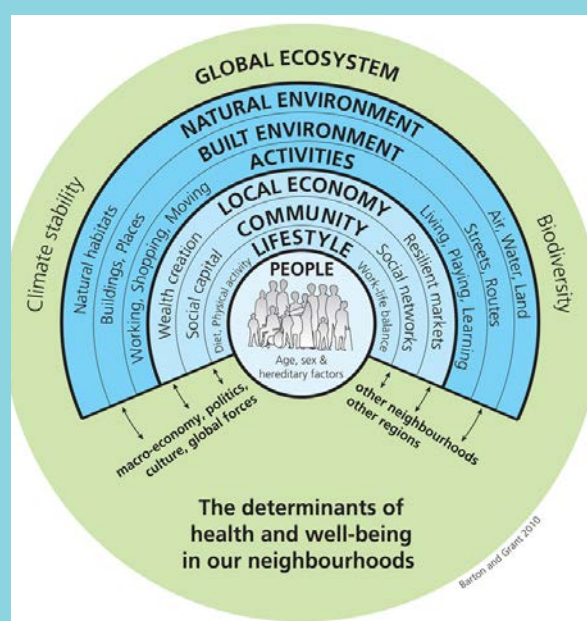 GLOBAL ECOSYSTEM
NATURAL ENVIRONMENT
BUILT ENVIRONMENT
ACTIVITIES
LOCAL ECONOMY
COMMUNITY
LIFESTYLE
PEOPLE
Age, sex &
hereditary factors
Climate stability
Natural habitats
Buildings, Places
Working, Shopping, Moving
Wealth creation
Social capital
Diet, Physical activity
Work-life balance
Social networks
Resilient markets
Living, Playing, Learning
Streets, Routes
Air, Water, Land
Biodiversity
macro-economy, politics,
culture, global forces
other neighbourhoods
other regions
The determinants of
health and well-being
in our neighbourhoods
Barton and Grant 2010